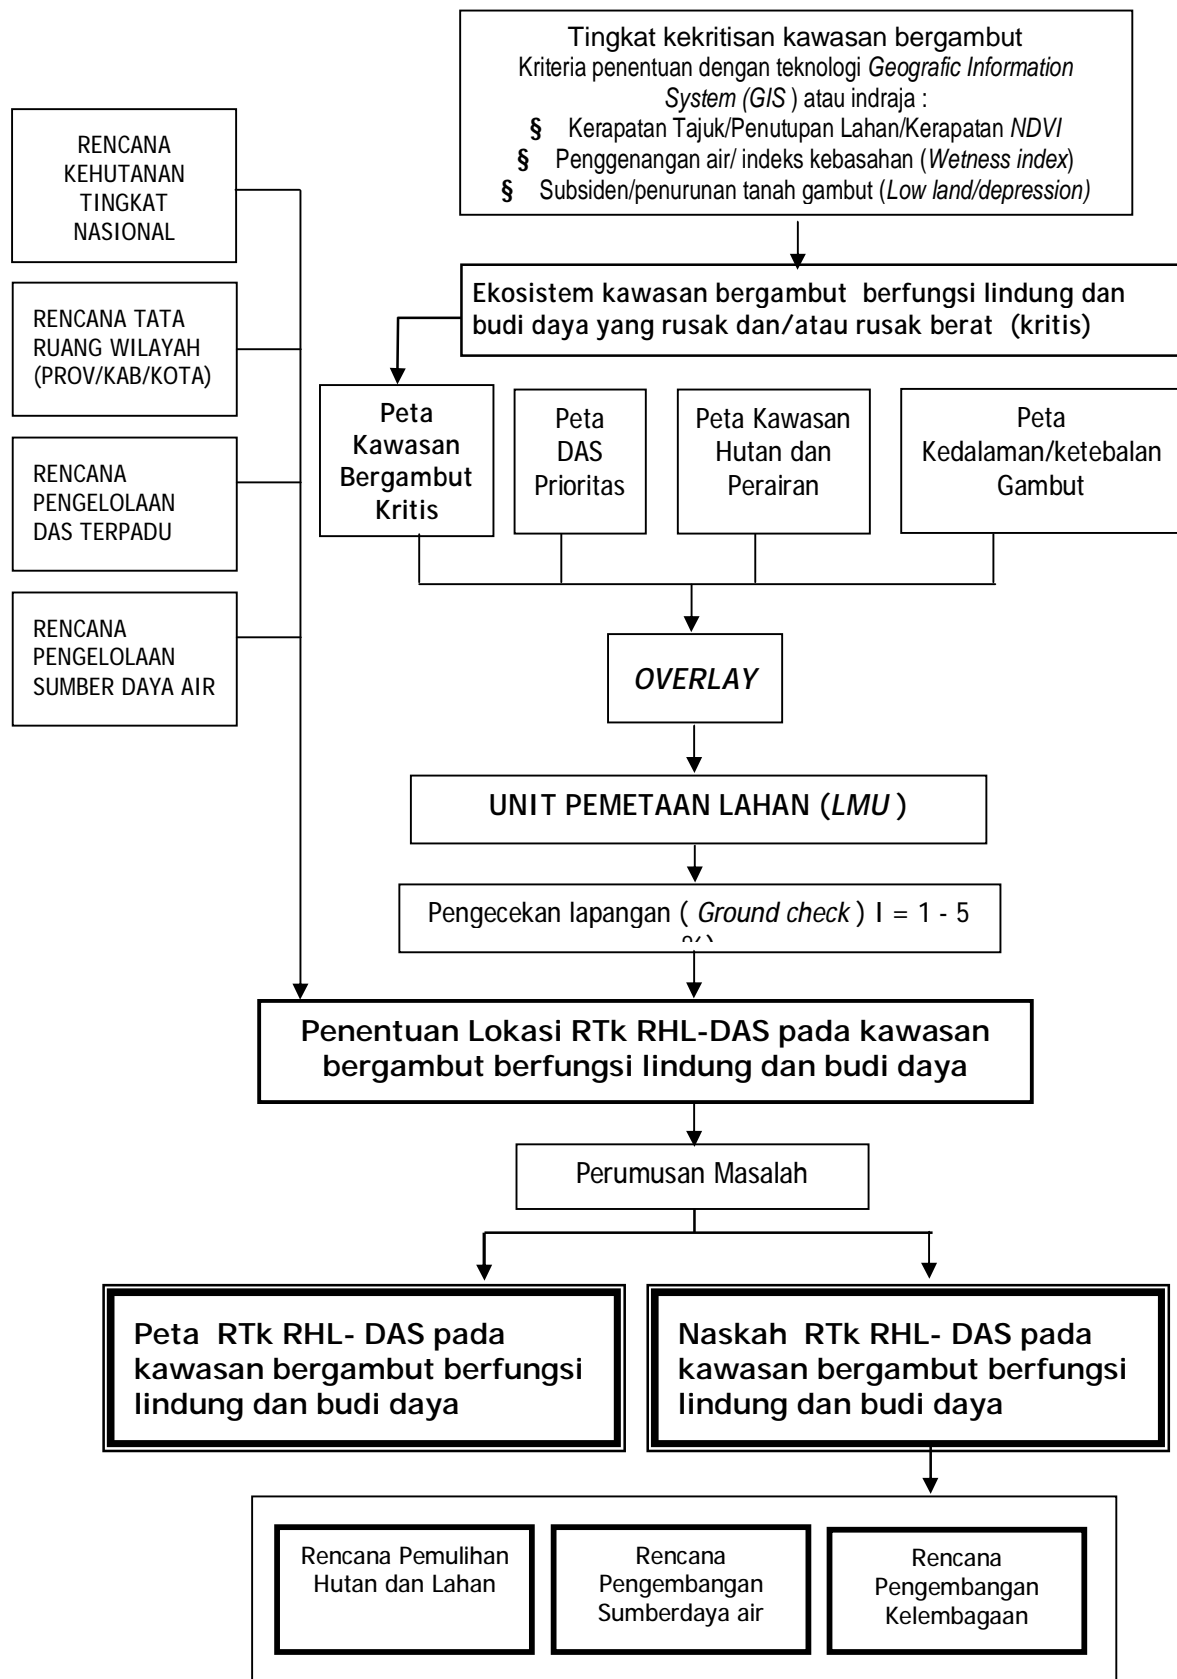 Tingkat kekritisan kawasan bergambut
Kriteria penentuan dengan teknologi Geografic Information
System (GIS ) atau indraja :
§ Kerapatan Tajuk/Penutupan Lahan/Kerapatan NDVI
§ Penggenangan air/ indeks kebasahan (Wetness index)
§ Subsiden/penurunan tanah gambut (Low land/depression)
RENCANA
KEHUTANAN
TINGKAT
NASIONAL
RENCANA TATA
RUANG WILAYAH
(PROV/KAB/KOTA)
RENCANA
PENGELOLAAN
DAS TERPADU
RENCANA
PENGELOLAAN
SUMBER DAYA AIR
Ekosistem kawasan bergambut berfungsi lindung dan
budi daya yang rusak dan/atau rusak berat (kritis)
Peta
Kawasan
Bergambut
Kritis
Peta
DAS
Prioritas
Peta Kawasan
Hutan dan
Perairan
Peta
Kedalaman/ketebalan
Gambut
OVERLAY
UNIT PEMETAAN LAHAN (LMU )
Pengecekan lapangan ( Ground check ) I = 1 - 5
%)
Penentuan Lokasi RTk RHL-DAS pada kawasan
bergambut berfungsi lindung dan budi daya
Perumusan Masalah
Peta RTk RHL- DAS pada
kawasan bergambut berfungsi
lindung dan budi daya
Naskah RTk RHL- DAS pada
kawasan bergambut berfungsi
lindung dan budi daya
Rencana Pemulihan
Hutan dan Lahan
Rencana
Pengembangan
Sumberdaya air
Rencana
Pengembangan
Kelembagaan